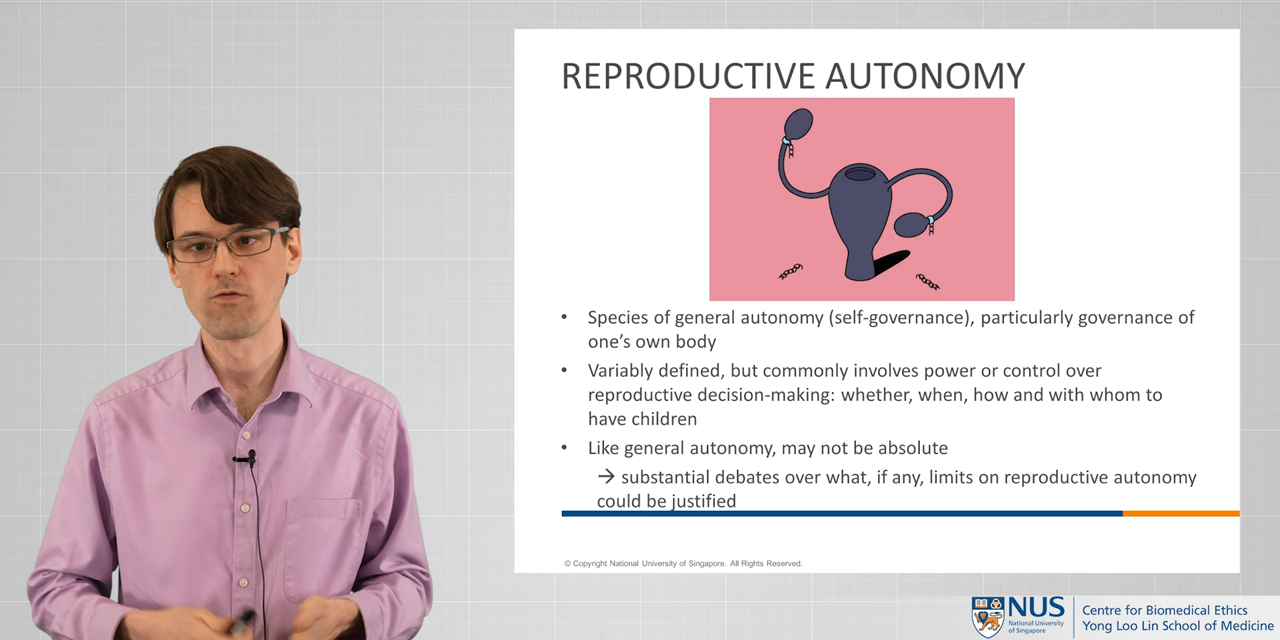 REPRODUCTIVE AUTONOMY
• Species of general autonomy (self-governance), particularly governance of
one's own body
• Variably defined, but commonly involves power or control over
reproductive decision-making: whether, when, how and with whom to
have children
• Like general autonomy, may not be absolute
→ substantial debates over what, if any, limits on reproductive autonomy
could be justified
© Copyright National University of Singapore. All Rights Reserved.
NUS
National University
of Singapore
Centre for Biomedical Ethics
Yong Loo Lin School of Medicine